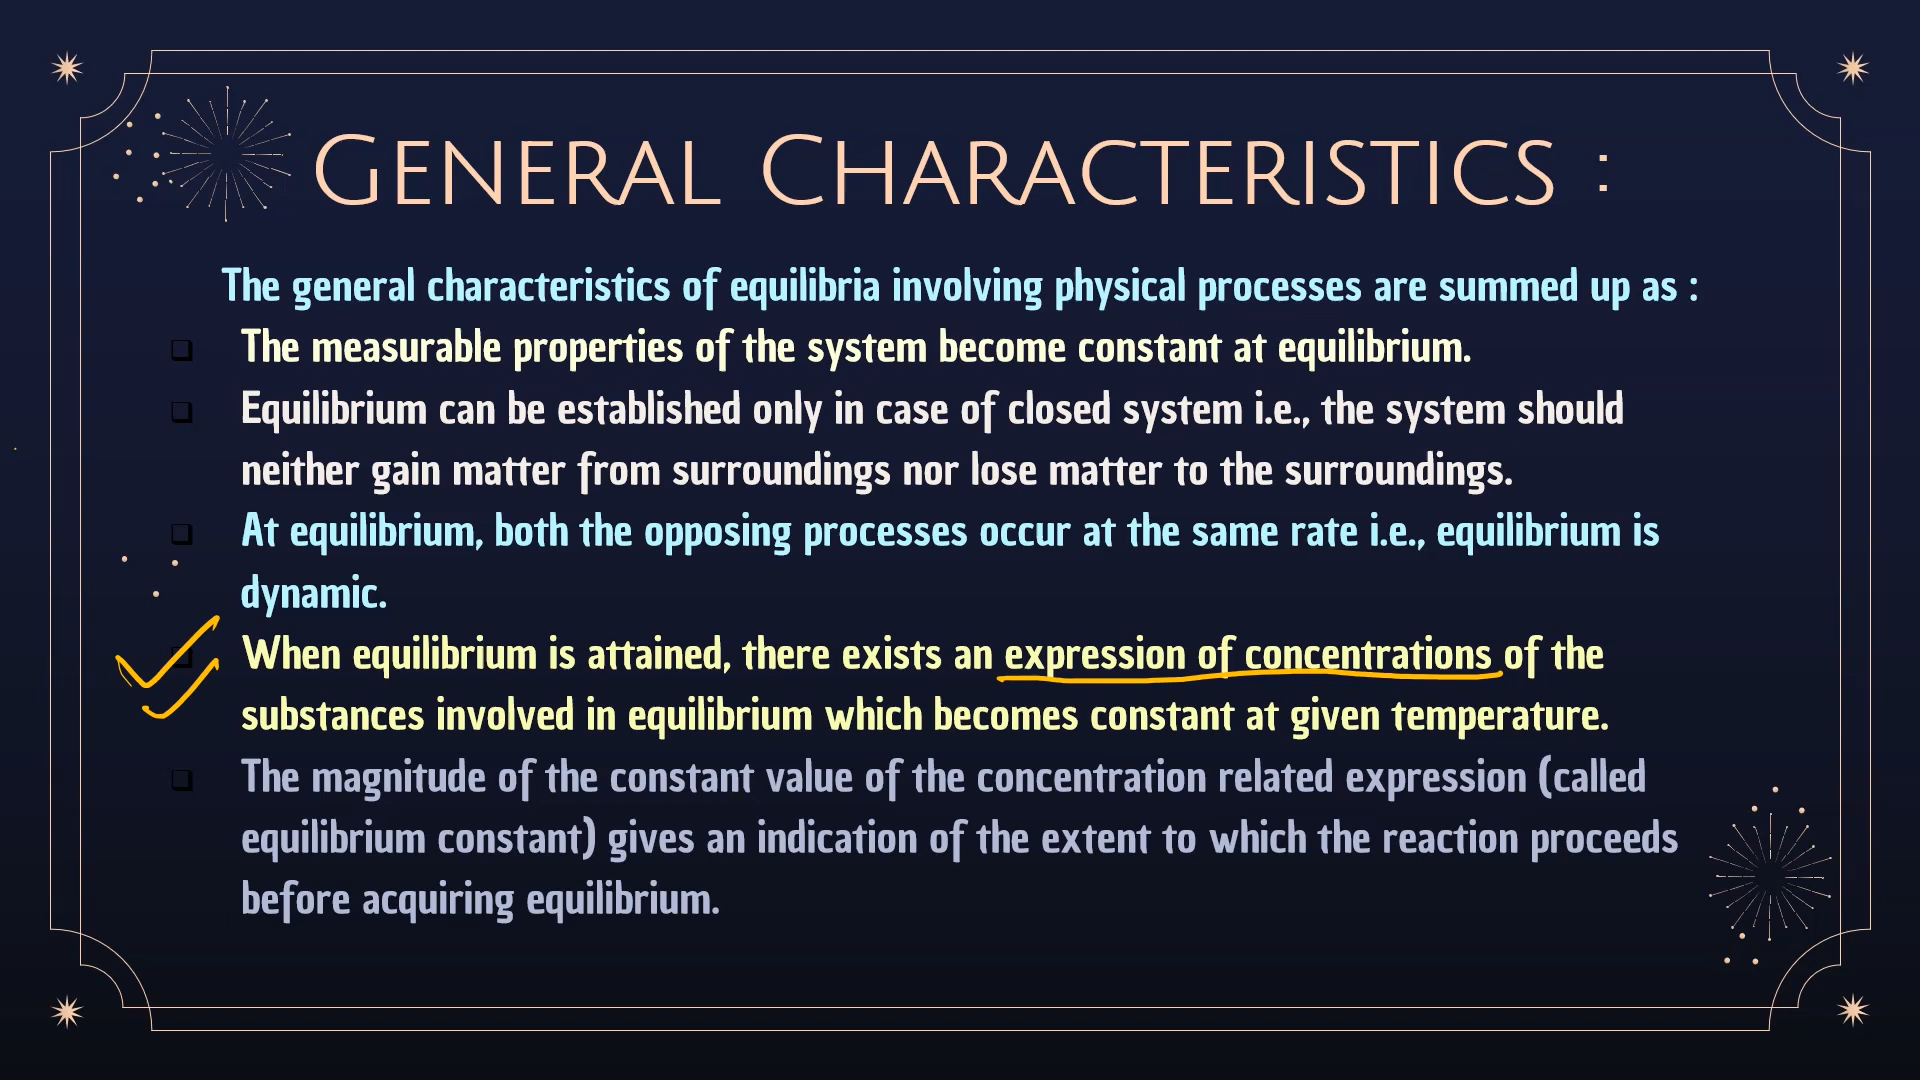 GENERAL CHARACTERISTICS :
The general characteristics of equilibria involving physical processes are summed up as :
❑ The measurable properties of the system become constant at equilibrium.
❑ Equilibrium can be established only in case of closed system i.e., the system should
neither gain matter from surroundings nor lose matter to the surroundings.
❑ At equilibrium, both the opposing processes occur at the same rate i.e., equilibrium is
dynamic.
❑ When equilibrium is attained, there exists an expression of concentrations of the
substances involved in equilibrium which becomes constant at given temperature.
❑ The magnitude of the constant value of the concentration related expression (called
equilibrium constant) gives an indication of the extent to which the reaction proceeds
before acquiring equilibrium.